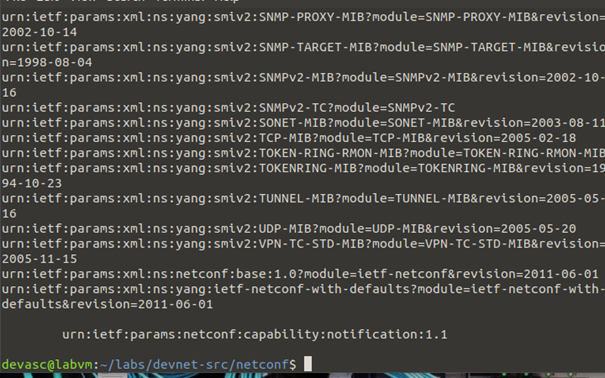 urn:ietf:params:xml:ns:yang:smiv2:SNMP-PROXY-MIB?module=SNMP-PROXY-MIB&revision=
2002-10-14
urn:ietf:params:xml:ns:yang:smiv2:SNMP-TARGET-MIB?module=SNMP-TARGET-MIB&revisio
n=1998-08-04
urn:ietf:params:xml:ns:yang:smiv2:SNMPv2-MIB?module=SNMPv2-MIB&revision=2002-10-
16
urn:ietf:params:xml:ns:yang:smiv2:SNMPv2-TC?module=SNMPv2-TC
urn:ietf:params:xml:ns:yang:smiv2:SONET-MIB?module=SONET-MIB&revision=2003-08-11
urn:ietf:params:xml:ns:yang:smiv2:TCP-MIB?module=TCP-MIB&revision=2005-02-18
urn:ietf:params:xml:ns:yang:smiv2:TOKEN-RING-RMON-MIB?module=TOKEN-RING-RMON-MIB
urn:ietf:params:xml:ns:yang:smiv2:TOKENRING-MIB?module=TOKENRING-MIB&revision=19
94-10-23
urn:ietf:params:xml:ns:yang:smiv2:TUNNEL-MIB?module=TUNNEL-MIB&revision=2005-05-
16
urn:ietf:params:xml:ns:yang:smiv2:UDP-MIB?module=UDP-MIB&revision=2005-05-20
urn:ietf:params:xml:ns:yang:smiv2:VPN-TC-STD-MIB?module=VPN-TC-STD-MIB&revision=
2005-11-15
urn:ietf:params:xml:ns:netconf:base:1.0?module=ietf-netconf&revision=2011-06-01
urn:ietf:params:xml:ns:yang:ietf-netconf-with-defaults?module=ietf-netconf-with-
defaults&revision=2011-06-01
urn:ietf:params:netconf:capability:notification:1.1
devasc@labvm:~/labs/devnet-src/netconf$